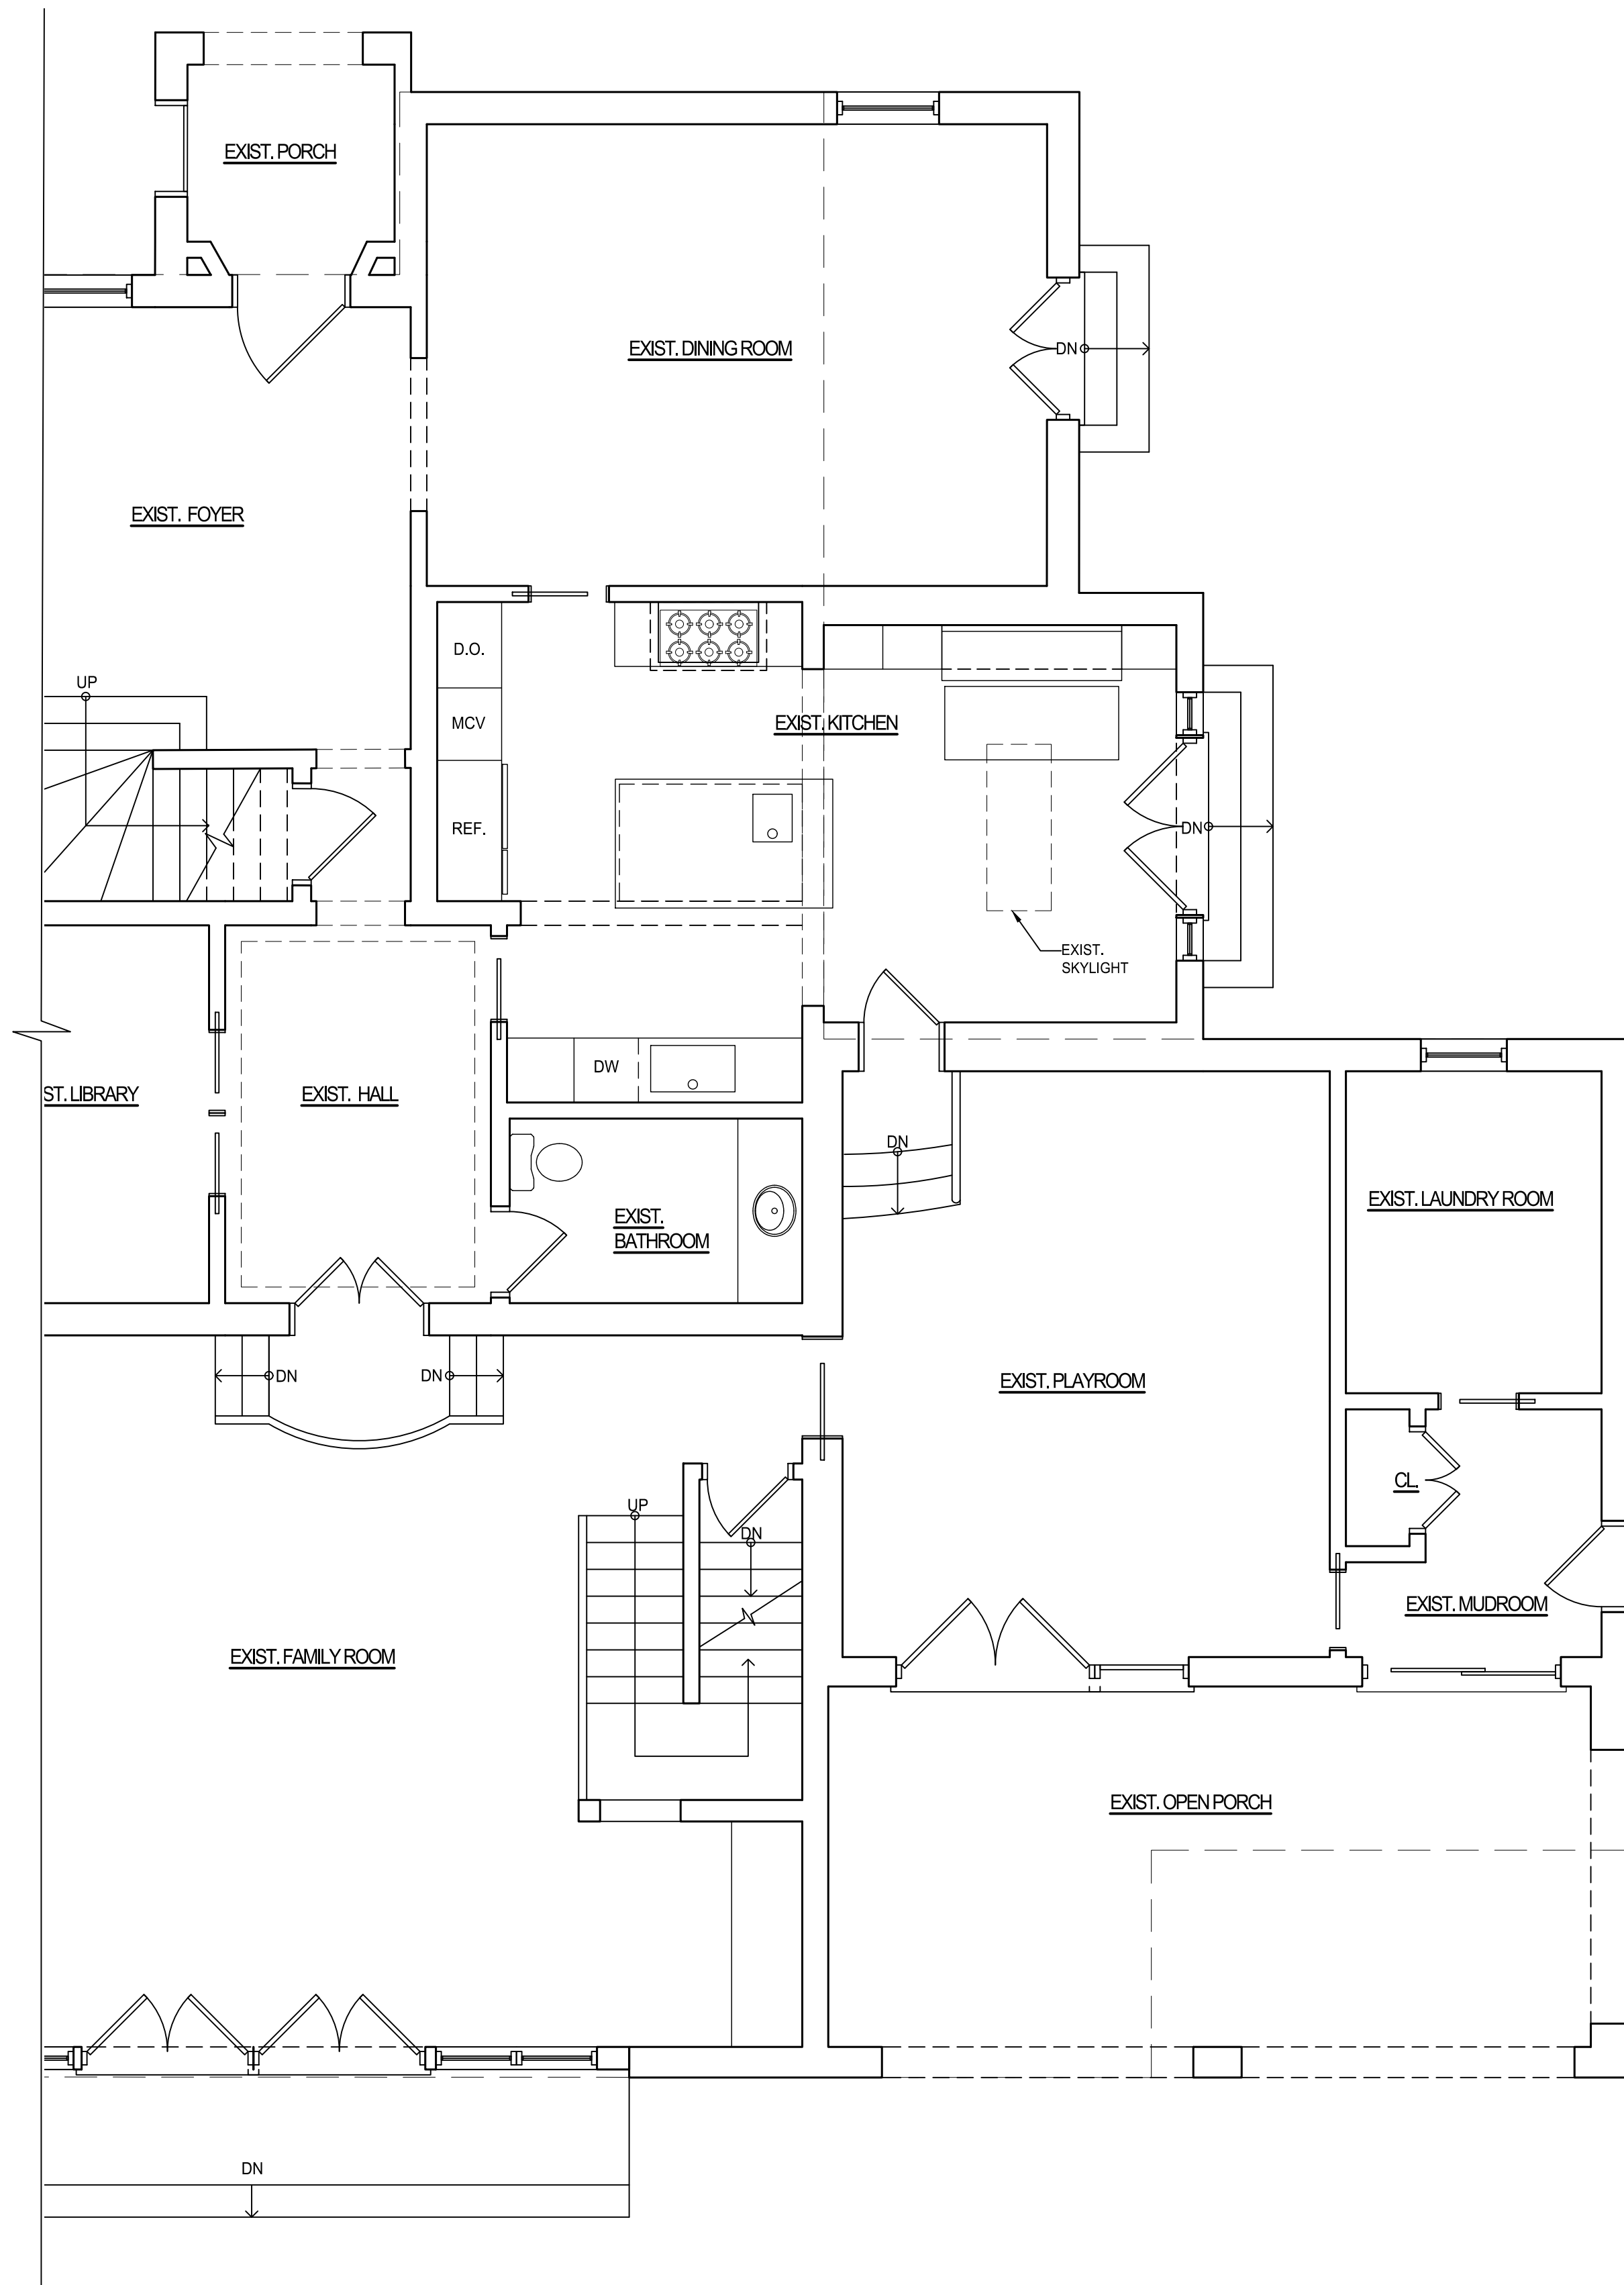 EXIST. PORCH
EXIST. DINING ROOM
DN
EXIST. FOYER
D.O.
UP
MCV
EXIST. KITCHEN
REF.
DN
EXIST.
SKYLIGHT
DW
ST. LIBRARY
EXIST. HALL
DN
EXIST. LAUNDRY ROOM
EXIST.
BATHROOM
DN
DN
EXIST. PLAYROOM
CL.
UP
DN
EXIST. MUDROOM
EXIST. FAMILY ROOM
EXIST. OPEN PORCH
DN